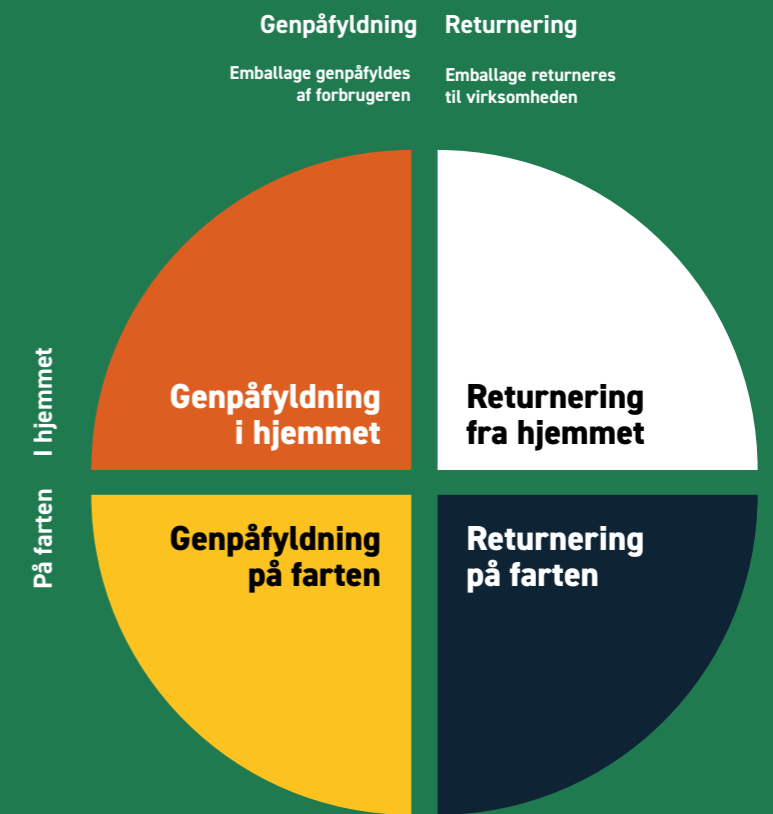 Genpåfyldning
Returnering
Emballage genpåfyldes
af forbrugeren
Emballage returneres
til virksomheden
I hjemmet
Genpåfyldning
i hjemmet
Returnering
fra hjemmet
På farten
Genpåfyldning
på farten
Returnering
på farten